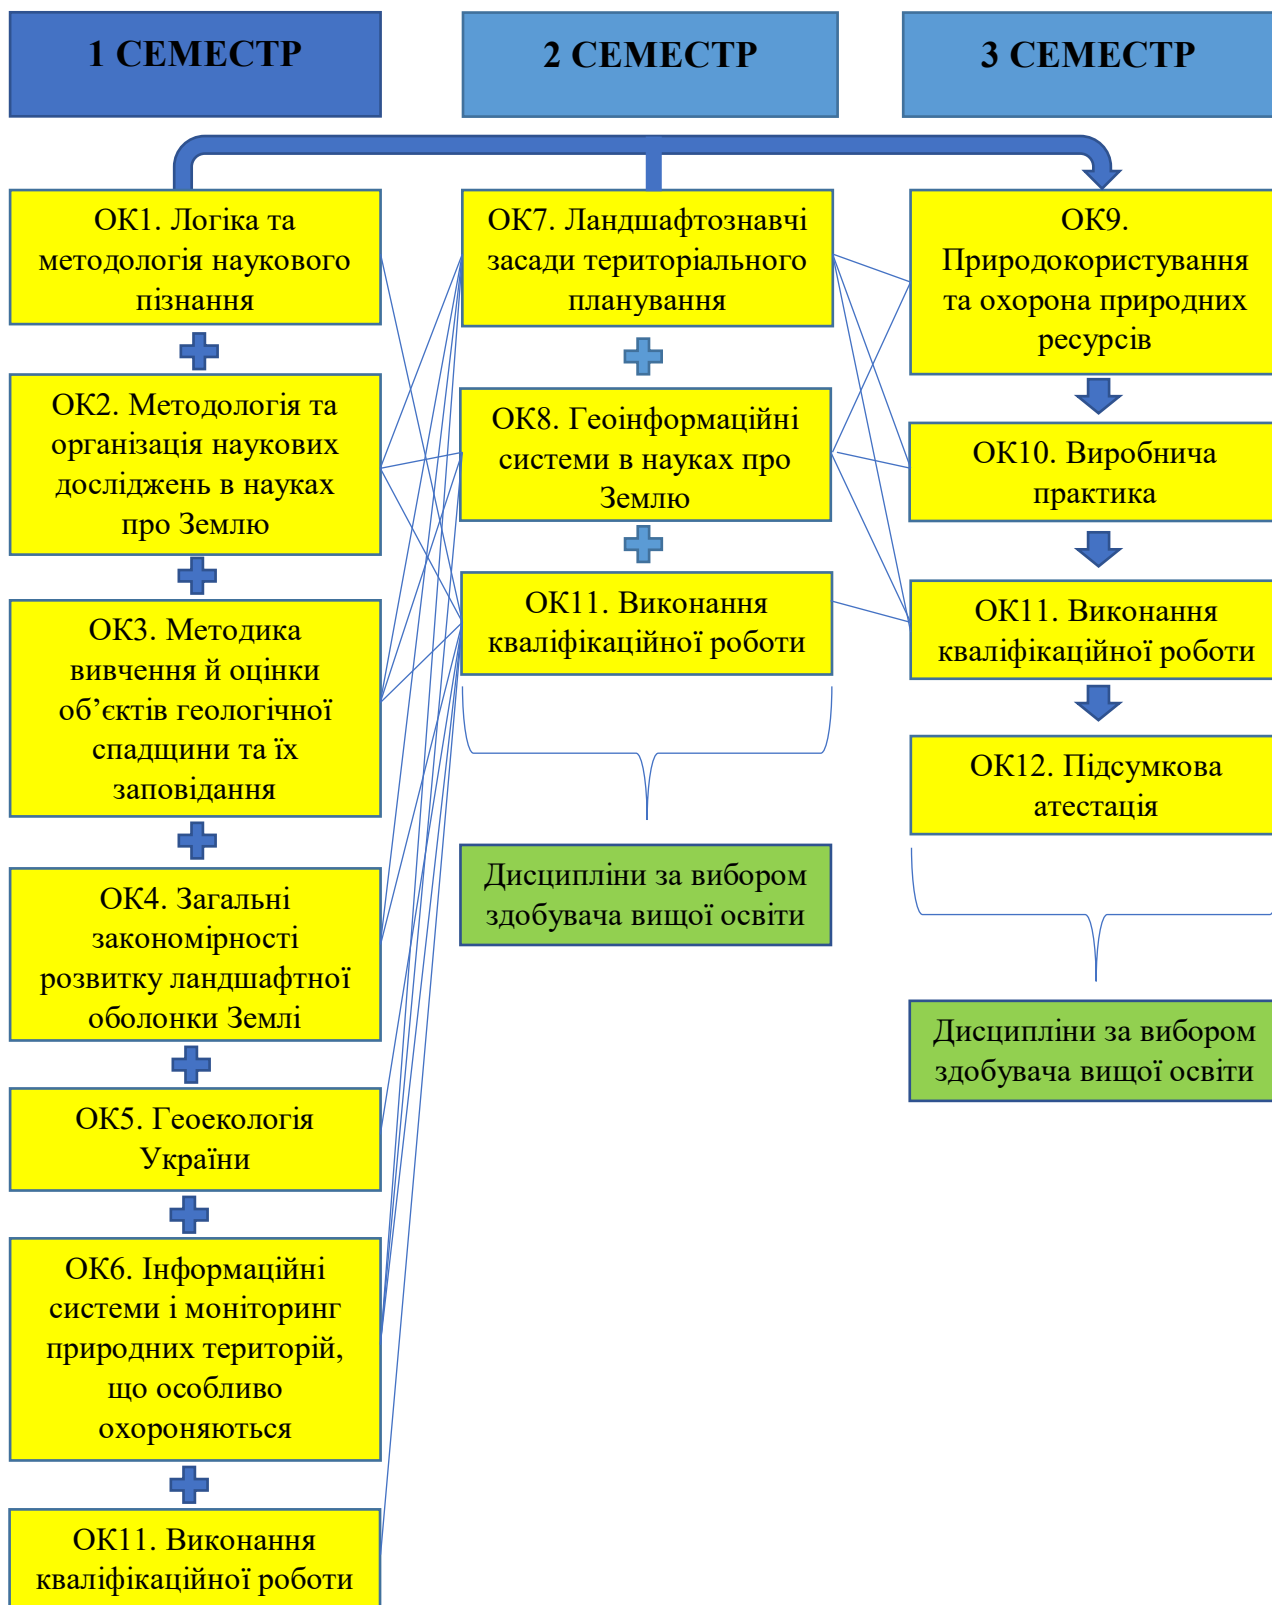 1 СЕМЕСТР
2 СЕМЕСТР
3 СЕМЕСТР
ОК1. Логіка та
методологія наукового
пізнання
ОК2. Методологія та
організація наукових
досліджень в науках
про Землю
ОК3. Методика
вивчення й оцінки
об’єктів геологічної
спадщини та їх
заповідання
ОК4. Загальні
закономірності
розвитку ландшафтної
оболонки Землі
ОК5. Геоекологія
України
ОК6. Інформаційні
системи і моніторинг
природних територій,
що особливо
охороняються
ОК11. Виконання
кваліфікаційної роботи
ОК7. Ландшафтознавчі
засади територіального
планування
ОК8. Геоінформаційні
системи в науках про
Землю
ОК11. Виконання
кваліфікаційної роботи
Дисципліни за вибором
здобувача вищої освіти
ОК9.
Природокористування
та охорона природних
ресурсів
ОК10. Виробнича
практика
ОК11. Виконання
кваліфікаційної роботи
ОК12. Підсумкова
атестація
Дисципліни за вибором
здобувача вищої освіти